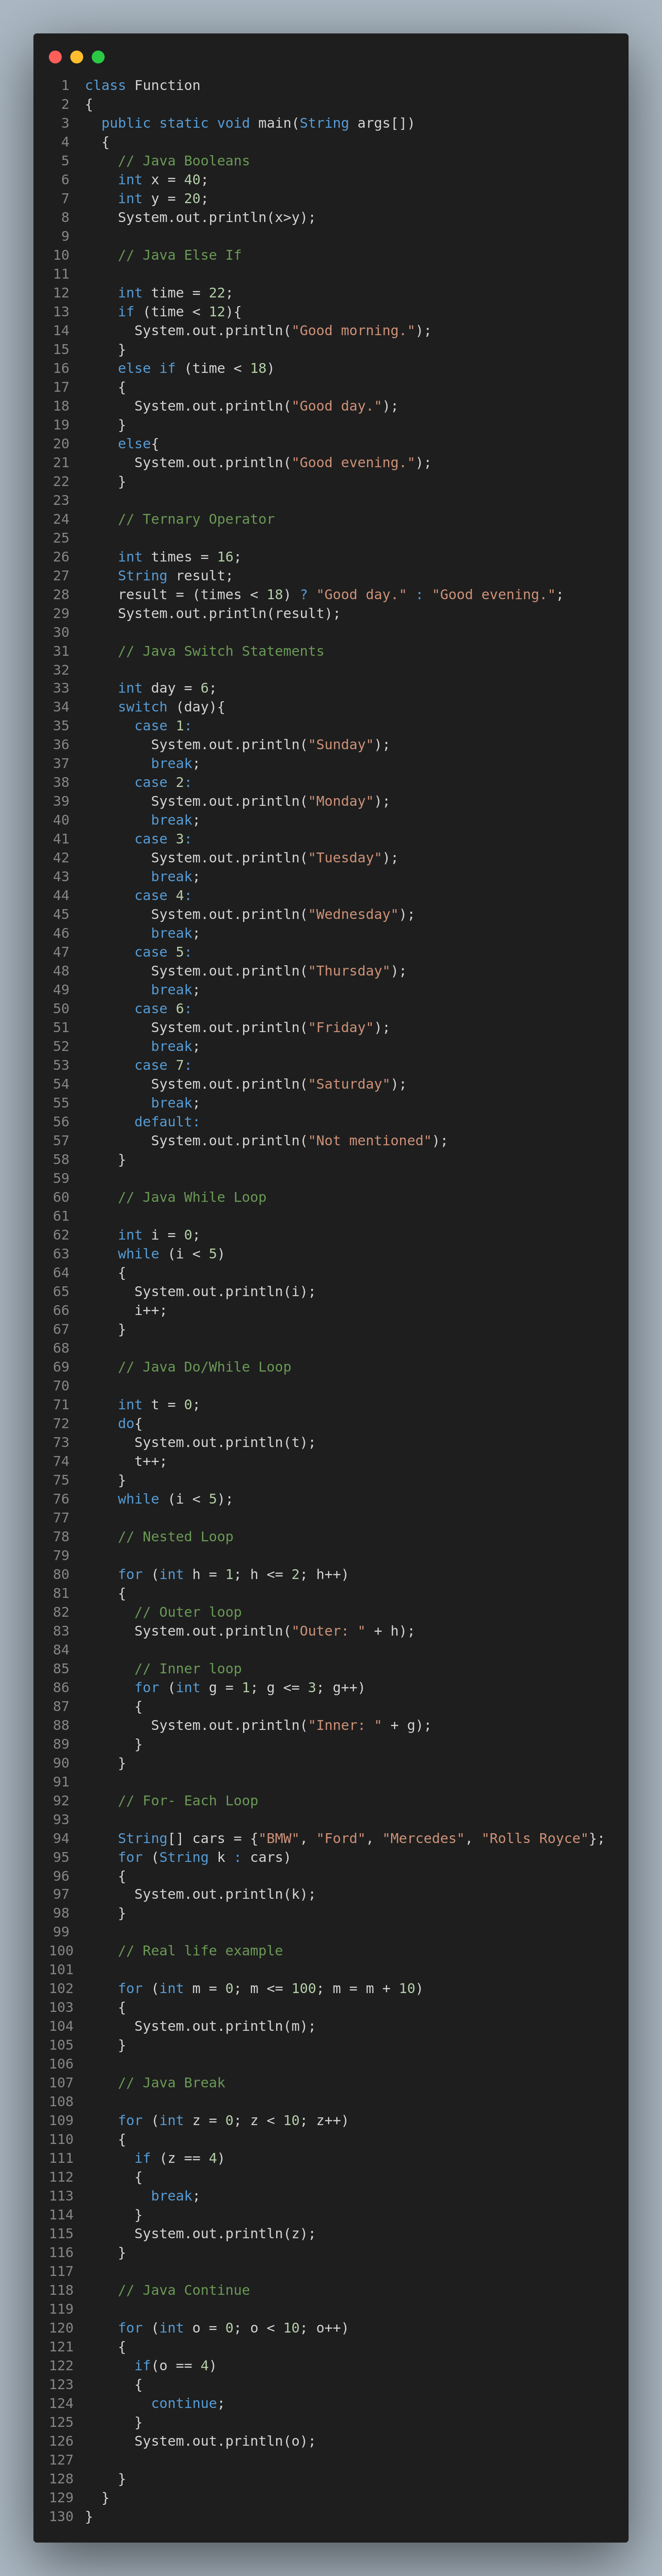 1 class Function
2 {
3   public static void main(String args[])
4   {
5     // Java Booleans
6     int x = 40;
7     int y = 20;
8     System.out.println(x>y);
9
10     // Java Else If
11
12     int time = 22;
13     if (time < 12){
14       System.out.println("Good morning.");
15     }
16     else if (time < 18)
17     {
18       System.out.println("Good day.");
19     }
20     else{
21       System.out.println("Good evening.");
22     }
23
24     // Ternary Operator
25
26     int times = 16;
27     String result;
28     result = (times < 18) ? "Good day." : "Good evening.";
29     System.out.println(result);
30
31     // Java Switch Statements
32
33     int day = 6;
34     switch (day){
35       case 1:
36         System.out.println("Sunday");
37         break;
38       case 2:
39         System.out.println("Monday");
40         break;
41       case 3:
42         System.out.println("Tuesday");
43         break;
44       case 4:
45         System.out.println("Wednesday");
46         break;
47       case 5:
48         System.out.println("Thursday");
49         break;
50       case 6:
51         System.out.println("Friday");
52         break;
53       case 7:
54         System.out.println("Saturday");
55         break;
56       default:
57         System.out.println("Not mentioned");
58     }
59
60     // Java While Loop
61
62     int i = 0;
63     while (i < 5)
64     {
65       System.out.println(i);
66       i++;
67     }
68
69     // Java Do/While Loop
70
71     int t = 0;
72     do{
73       System.out.println(t);
74       t++;
75     }
76     while (i < 5);
77
78     // Nested Loop
79
80     for (int h = 1; h <= 2; h++)
81     {
82       // Outer loop
83       System.out.println("Outer: " + h);
84
85       // Inner loop
86       for (int g = 1; g <= 3; g++)
87       {
88         System.out.println("Inner: " + g);
89       }
90     }
91
92     // For- Each Loop
93
94     String[] cars = {"BMW", "Ford", "Mercedes", "Rolls Royce"};
95     for (String k : cars)
96     {
97       System.out.println(k);
98     }
99
100     // Real life example
101
102     for (int m = 0; m <= 100; m = m + 10)
103     {
104       System.out.println(m);
105     }
106
107     // Java Break
108
109     for (int z = 0; z < 10; z++)
110     {
111       if (z == 4)
112       {
113         break;
114       }
115       System.out.println(z);
116     }
117
118     // Java Continue
119
120     for (int o = 0; o < 10; o++)
121     {
122       if(o == 4)
123       {
124         continue;
125       }
126       System.out.println(o);
127
128     }
129   }
130 }